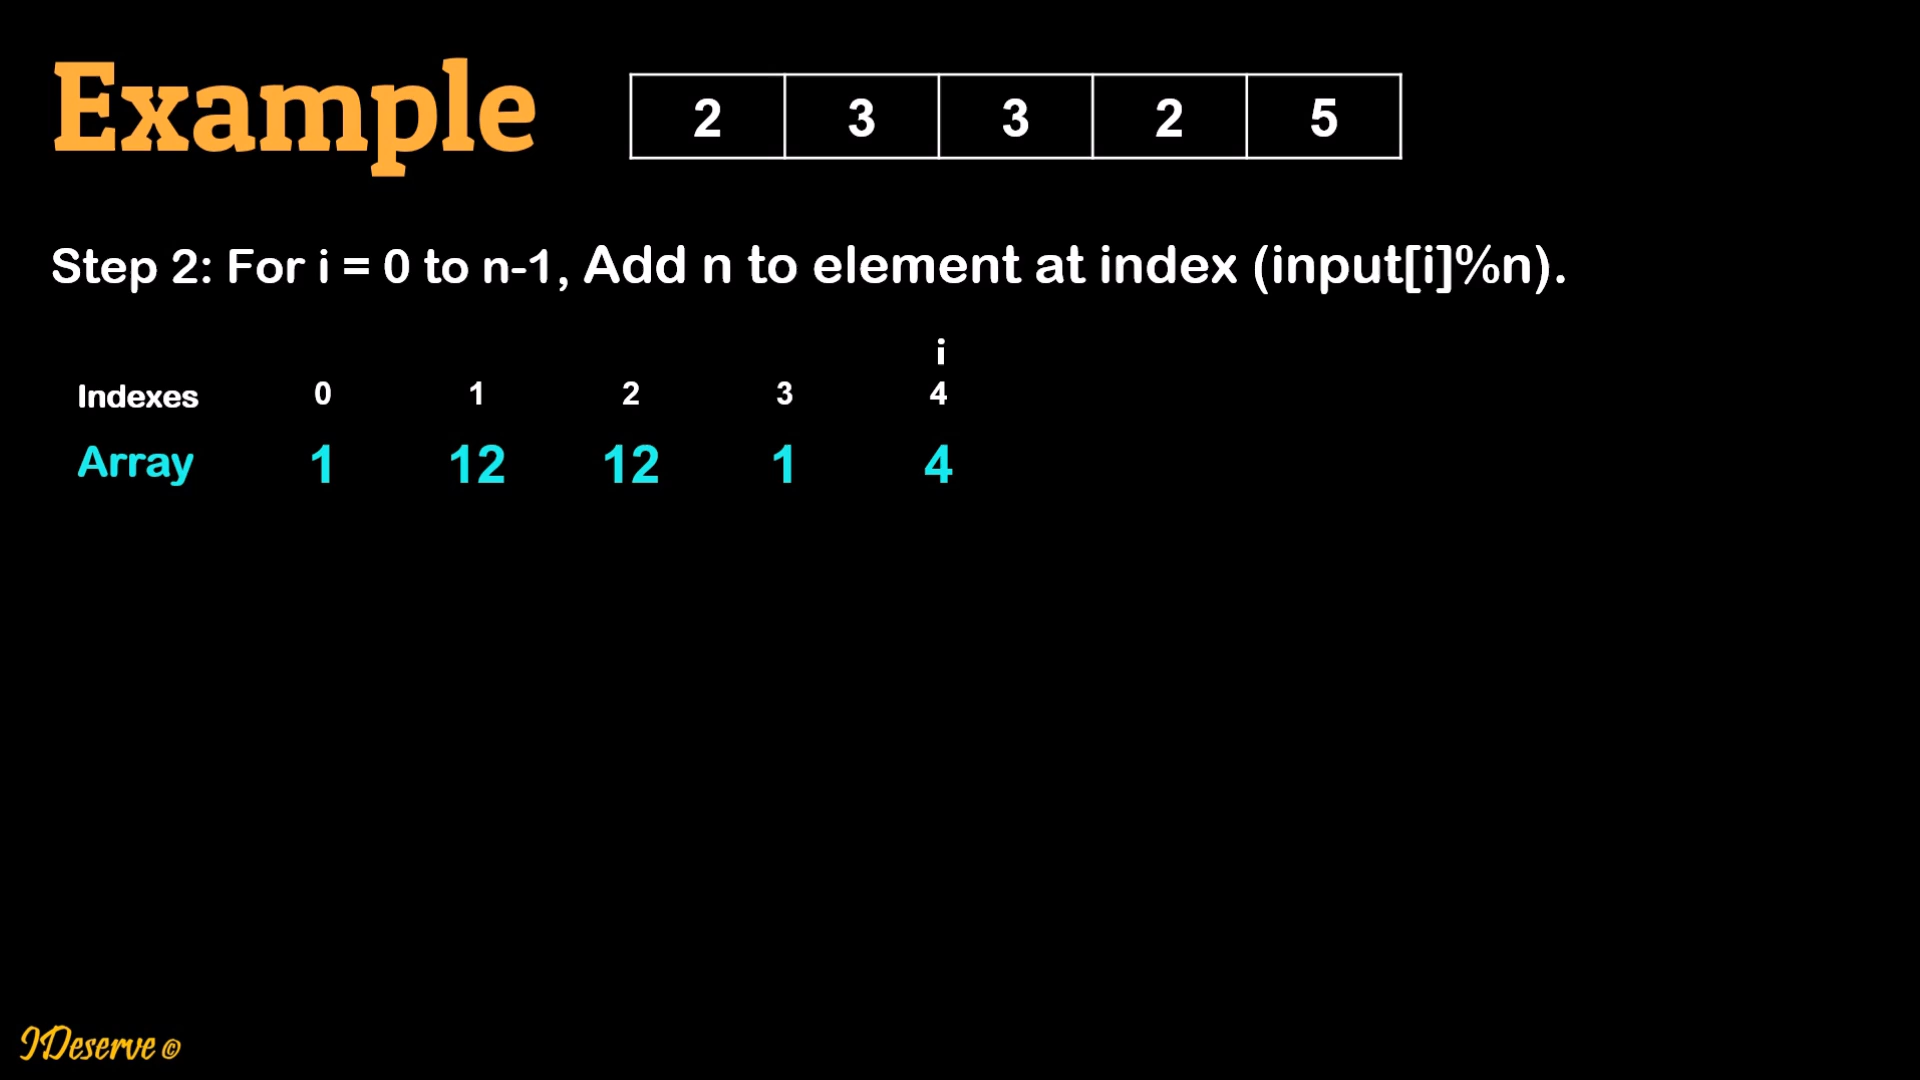 Example
2 3 3 2 5
Step 2: For i = 0 to n-1, Add n to element at index (input[i]%n).
i
Indexes 0 1 2 3 4
Array 1 12 12 1 4
IDeserve ©